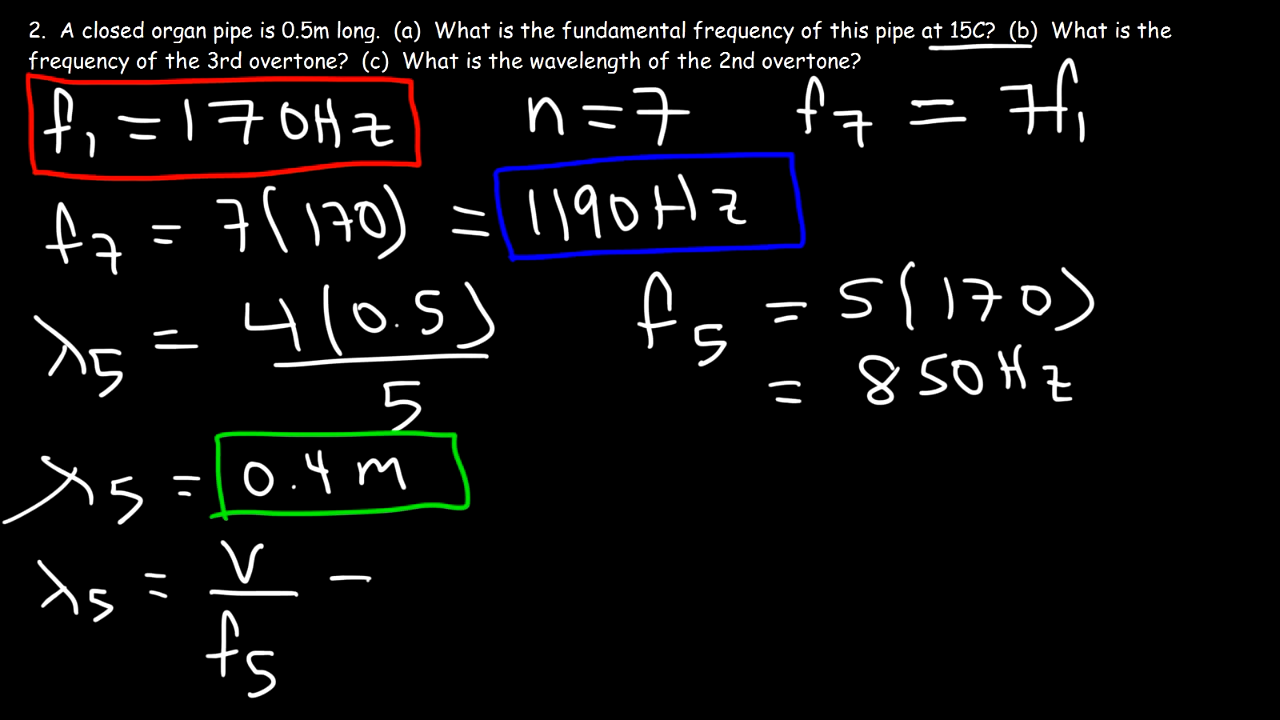 2. A closed organ pipe is 0.5m long. (a) What is the fundamental frequency of this pipe at 15C? (b) What is the
frequency of the 3rd overtone? (c) What is the wavelength of the 2nd overtone?
f₁ = 170Hz n = 7 f₇ = 7f₁
f₇ = 7(170) = 1190Hz
λ₅ = 4(0.5)/5 f₅ = 5(170)
= 850Hz
λ₅ = 0.4m
λ₅ = v/f₅ –